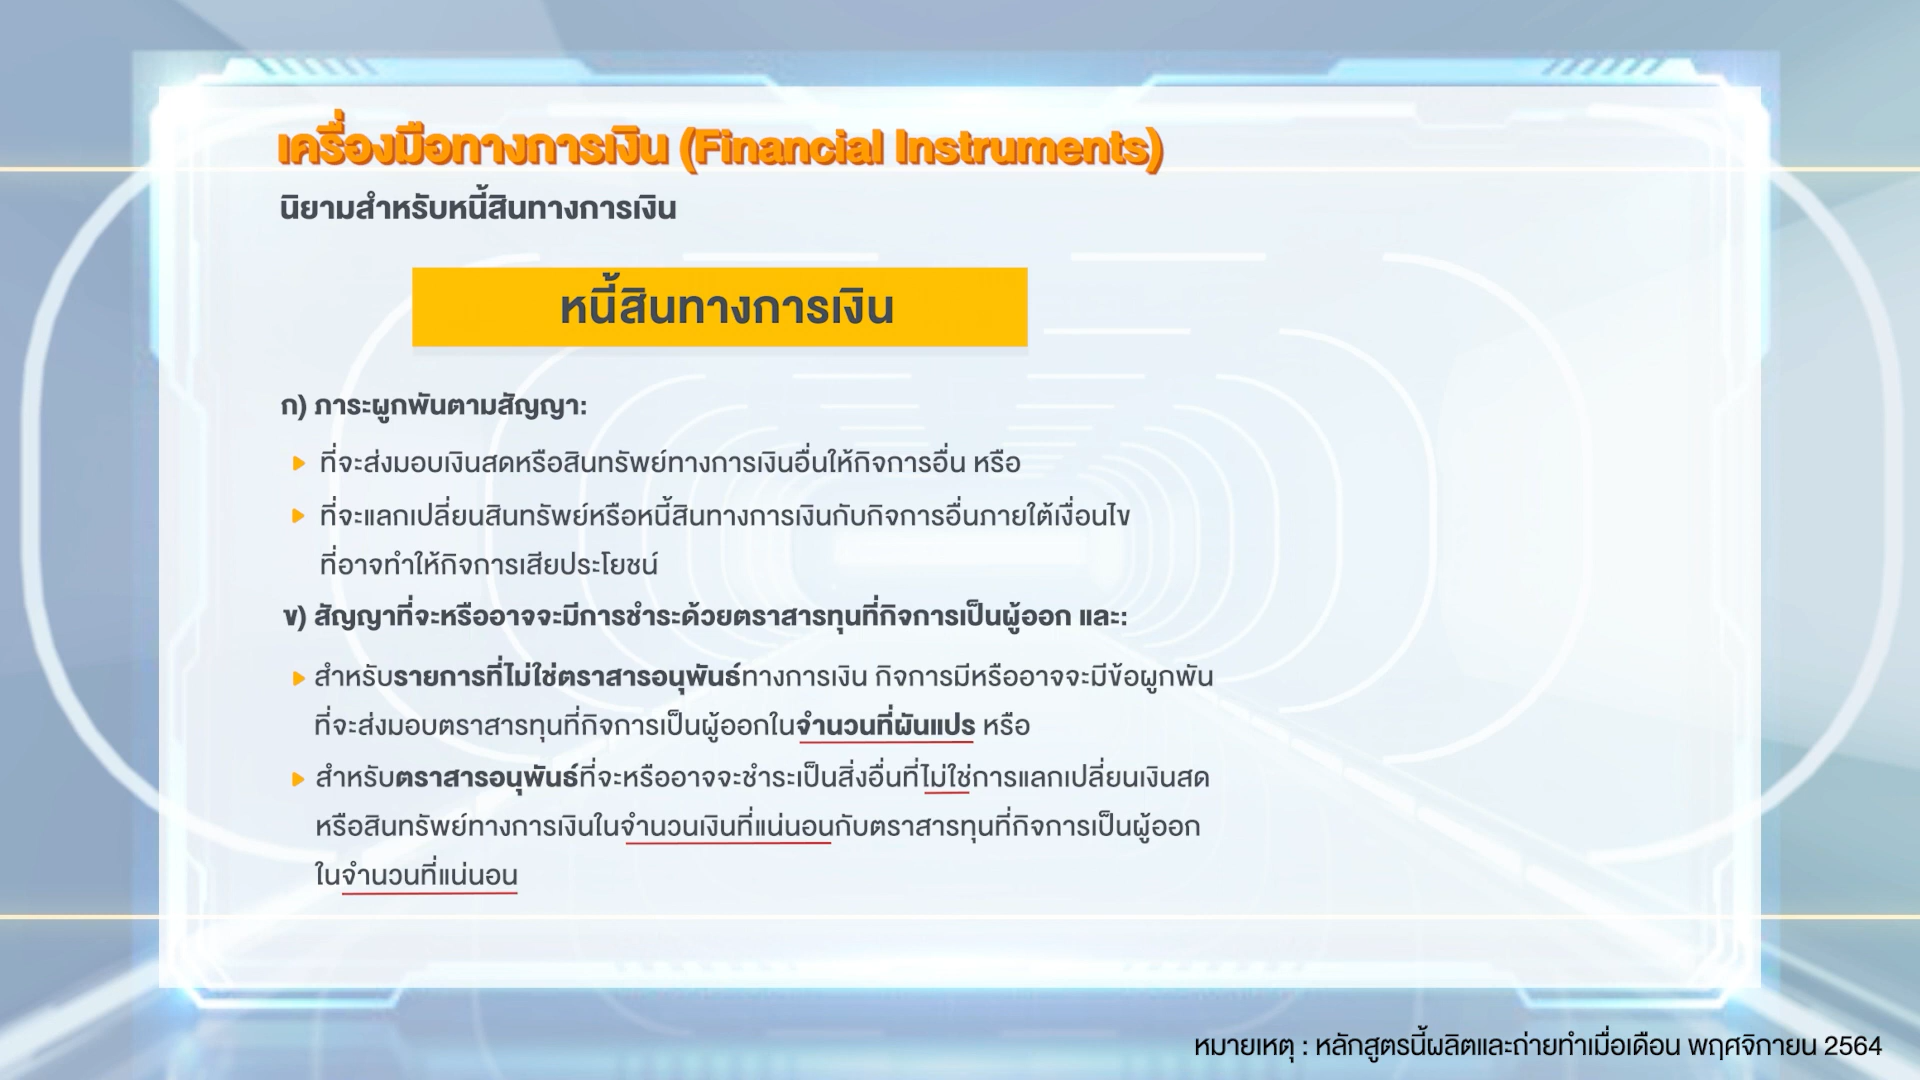 เครื่องมือทางการเงิน (Financial Instruments)
นิยามสำหรับหนี้สินทางการเงิน
หนี้สินทางการเงิน
ก) ภาระผูกพันตามสัญญา:
ที่จะส่งมอบเงินสดหรือสินทรัพย์ทางการเงินอื่นให้กิจการอื่น หรือ
ที่จะแลกเปลี่ยนสินทรัพย์หรือหนี้สินทางการเงินกับกิจการอื่นภายใต้เงื่อนไข
ที่อาจทำให้กิจการเสียประโยชน์
ข) สัญญาที่จะหรืออาจจะมีการชำระด้วยตราสารทุนที่กิจการเป็นผู้ออก และ:
สำหรับรายการที่ไม่ใช่ตราสารอนุพันธ์ทางการเงิน กิจการมีหรืออาจจะมีข้อผูกพัน
ที่จะส่งมอบตราสารทุนที่กิจการเป็นผู้ออกในจำนวนที่ผันแปร หรือ
สำหรับตราสารอนุพันธ์ที่จะหรืออาจจะชำระเป็นสิ่งอื่นที่ไม่ใช่การแลกเปลี่ยนเงินสด
หรือสินทรัพย์ทางการเงินในจำนวนเงินที่แน่นอนกับตราสารทุนที่กิจการเป็นผู้ออก
ในจำนวนที่แน่นอน
หมายเหตุ : หลักสูตรนี้ผลิตและถ่ายทำเมื่อเดือน พฤศจิกายน 2564